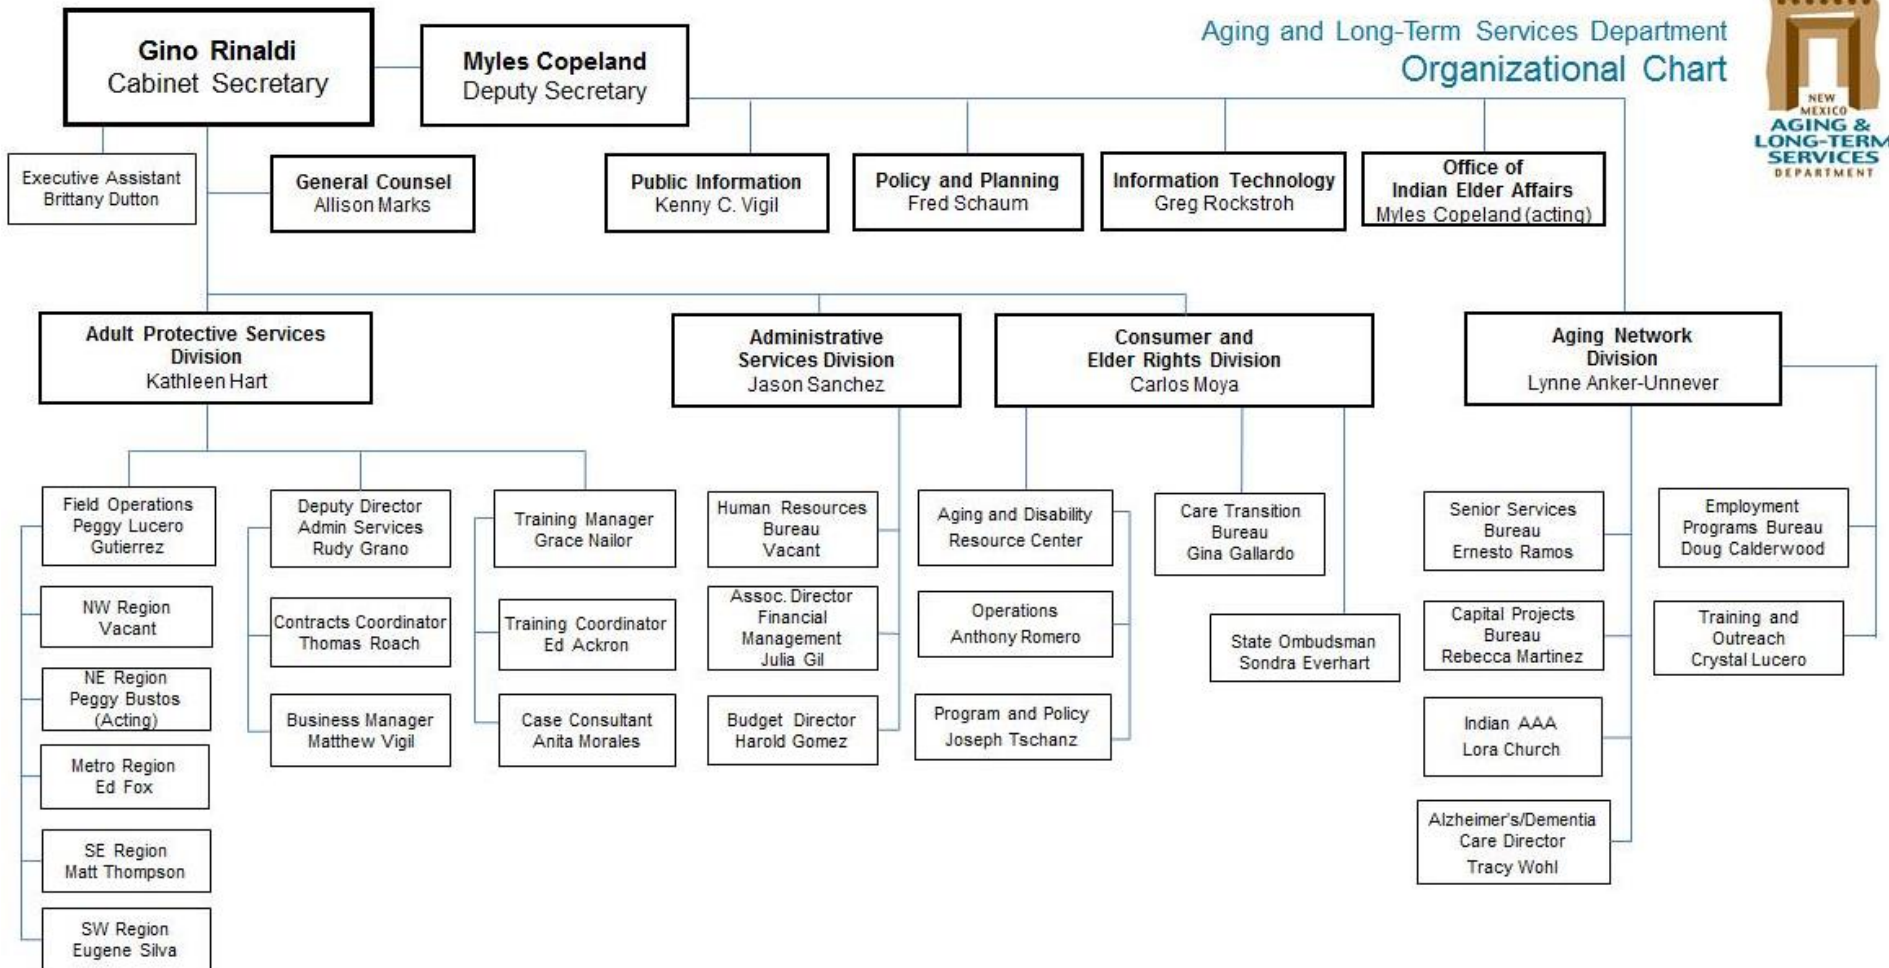 Aging and Long-Term Services Department
Organizational Chart
NEW
MEXICO
AGING &
LONG-TERM
SERVICES
DEPARTMENT
Gino Rinaldi
Cabinet Secretary
Myles Copeland
Deputy Secretary
Executive Assistant
Brittany Dutton
General Counsel
Allison Marks
Public Information
Kenny C. Vigil
Policy and Planning
Fred Schaum
Information Technology
Greg Rockstroh
Office of
Indian Elder Affairs
Myles Copeland (acting)
Adult Protective Services
Division
Kathleen Hart
Administrative
Services Division
Jason Sanchez
Consumer and
Elder Rights Division
Carlos Moya
Aging Network
Division
Lynne Anker-Unnever
Field Operations
Peggy Lucero
Gutierrez
NW Region
Vacant
NE Region
Peggy Bustos
(Acting)
Metro Region
Ed Fox
SE Region
Matt Thompson
SW Region
Eugene Silva
Deputy Director
Admin Services
Rudy Grano
Contracts Coordinator
Thomas Roach
Business Manager
Matthew Vigil
Training Manager
Grace Nailor
Training Coordinator
Ed Ackron
Case Consultant
Anita Morales
Human Resources
Bureau
Vacant
Assoc. Director
Financial
Management
Julia Gil
Budget Director
Harold Gomez
Aging and Disability
Resource Center
Operations
Anthony Romero
Program and Policy
Joseph Tschanz
Care Transition
Bureau
Gina Gallardo
State Ombudsman
Sondra Everhart
Senior Services
Bureau
Ernesto Ramos
Capital Projects
Bureau
Rebecca Martinez
Indian AAA
Lora Church
Alzheimer's/Dementia
Care Director
Tracy Wohl
Employment
Programs Bureau
Doug Calderwood
Training and
Outreach
Crystal Lucero